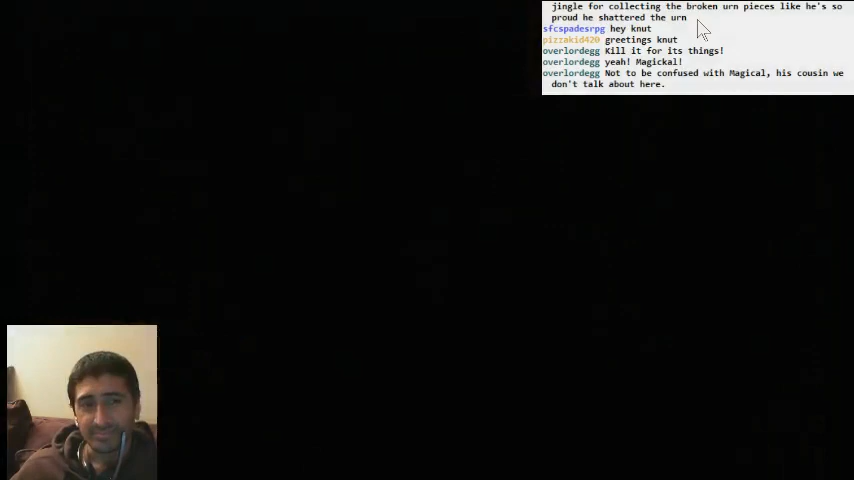 jingle for collecting the broken urn pieces like he's so
proud he shattered the urn
sfcspadesrpg hey knut
pizzakid420 greetings knut
overlordegg Kill it for its things!
overlordegg yeah! Magickal!
overlordegg Not to be confused with Magical, his cousin we
don't talk about here.